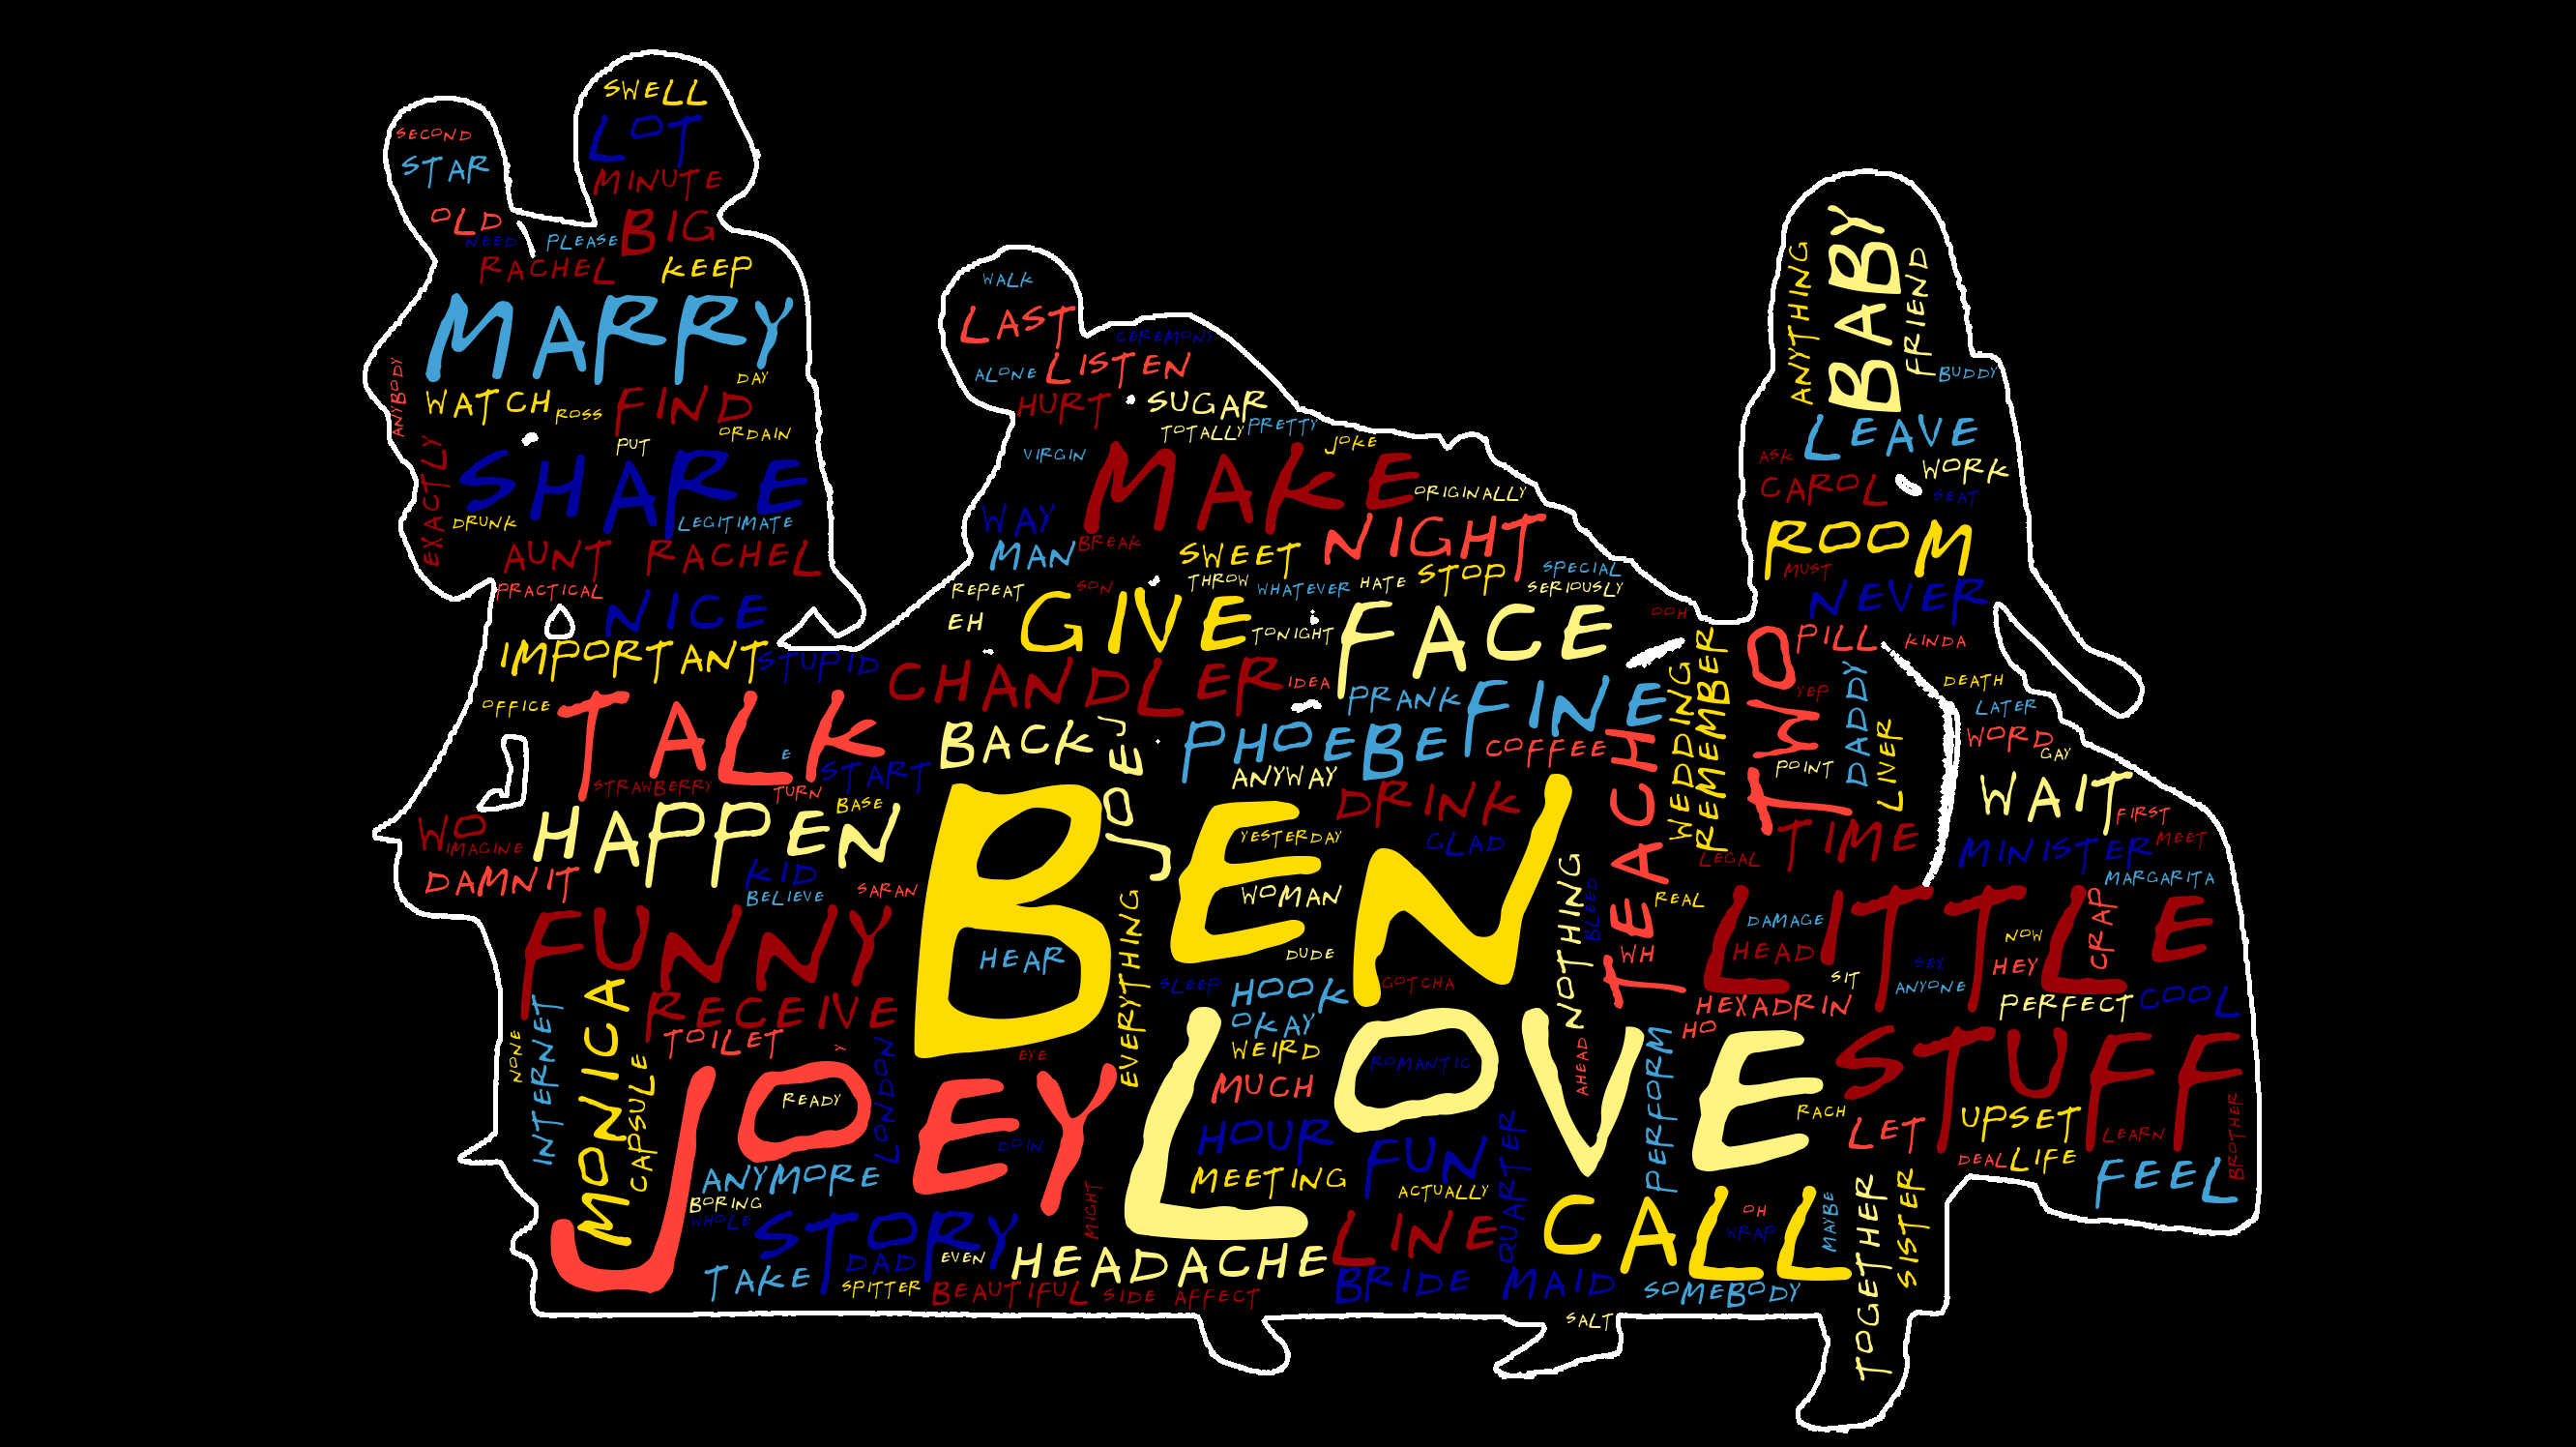 SWELL
LOT
MINUTE
SECOND
STAR
OLD
BIG
NEED
PLEASE
RACHEL
KEEP
MARRY
DAY
ANYBODY
WATCH
ROSS
FIND
PUT
ORDAIN
EXACTLY
SHARE
DRUNK
LEGITIMATE
AUNT RACHEL
PRACTICAL
NICE
IMPORTANT
STUPID
OFFICE
TALK
E
START
STRAWBERRY
TURN
BASE
WO
IMAGINE
HAPPEN
DAMNIT
KID
BELIEVE
SARAN
FUNNY
RECEIVE
TOILET
Y
NONE
INTERNET
MONICA
CAPSULE
LONDON
JOEY
READY
EYE
DOIN
ANYMORE
BORING
WHOLE
MIGHT
STORY
DAD
EVEN
TAKE
SPITTER
BEAUTIFUL
SIDE AFFECT
HEADACHE
WALK
LAST
CEREMONY
ALONE
LISTEN
HURT
SUGAR
TOTALLY
PRETTY
JOKE
VIRGIN
MAKE
ORIGINALLY
WAY
MAN
BREAK
SWEET
NIGHT
REPEAT
SON
THROW
WHATEVER
HATE
STOP
SPECIAL
SERIOUSLY
EH
GIVE
TONIGHT
FACE
OOH
CHANDLER
IDEA
PRANK
FINE
BACK
JOEJ
PHOEBE
COFFEE
ANYWAY
BEN
HEAR
YESTERDAY
WOMAN
DUDE
DRINK
GLAD
GOTCHA
EVERYTHING
SLEEP
HOOK
OKAY
WEIRD
MUCH
LOVE
ROMANTIC
HOUR
FUN
MEETING
ACTUALLY
QUARTER
LINE
BRIDE MAID
NOTHING
BLEED
AHEAD
TEACH
WH
WEDDING
REMEMBER
REAL
PERFORM
CALL
OH
WRAP
MAYBE
SOMEBODY
SALT
TOGETHER
SISTER
ANYTHING
BABY
FRIEND
BUDDY
LEAVE
ASK
WORK
CAROL
SEAT
ROOM
MUST
NEVER
TWO
PILL
KINDA
YEP
DADDY
LIVER
POINT
DEATH
LATER
WORD
GAY
WAIT
FIRST
LEGAL
TIME
MINISTER
MEET
MARGARITA
LITTLE
DAMAGE
HEAD
SIT
NOW
SEX
ANYONE
HEY
CRAP
HEXADRIN
HO
PERFECT
COOL
STUFF
RACH
LET
UPSET
LEARN
BROTHER
DEAL
LIFE
FEEL
BABY